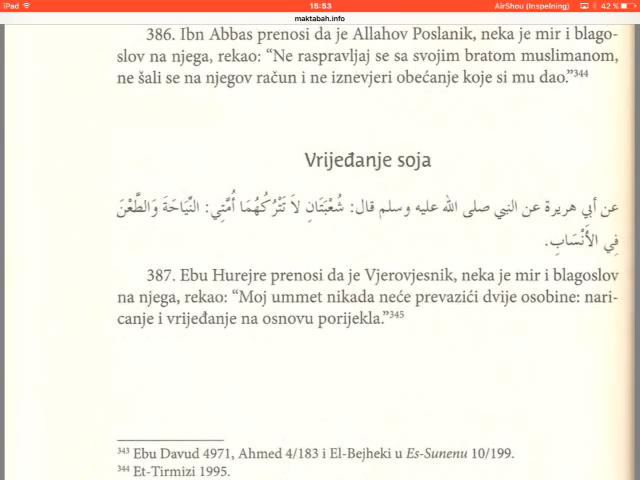 iPad 15:53 AirShou (Inspelning) 42 %
maktabah.info
386. Ibn Abbas prenosi da je Allahov Poslanik, neka je mir i blago-
slov na njega, rekao: “Ne raspravljaj se sa svojim bratom muslimanom,
ne šali se na njegov račun i ne iznevjeri obećanje koje si mu dao.”344
Vrijeđanje soja
عن أبي هريرة عن النبي صلى الله عليه وسلم قال: شُعْبَتَانِ لاَ تَتْرُكُهُمَا أُمَّتِي: النِّيَاحَةَ وَالطَّعْنَ
فِي الأَنْسَابِ.
387. Ebu Hurejre prenosi da je Vjerovjesnik, neka je mir i blagoslov
na njega, rekao: “Moj ummet nikada neće prevazići dvije osobine: nari-
canje i vrijeđanje na osnovu porijekla.”345
343 Ebu Davud 4971, Ahmed 4/183 i El-Bejheki u Es-Sunenu 10/199.
344 Et-Tirmizi 1995.